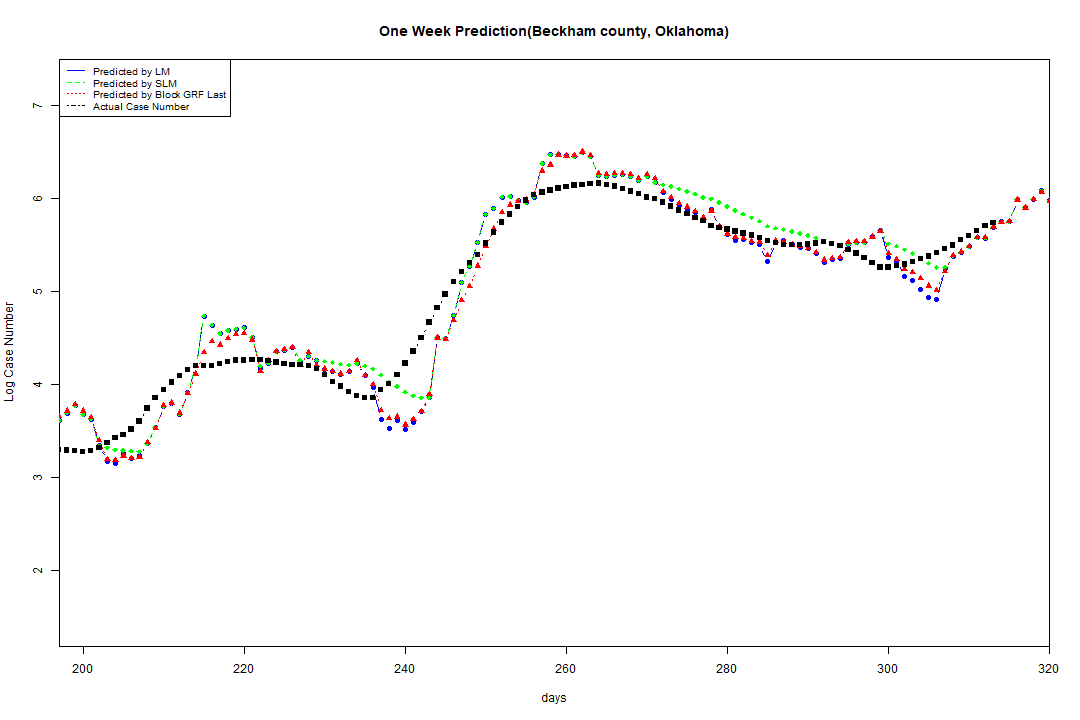 One Week Prediction(Beckham county, Oklahoma)
Predicted by LM
Predicted by SLM
Predicted by Block GRF Last
Actual Case Number
7
6
5
4
3
2
Log Case Number
200 220 240 260 280 300 320
days